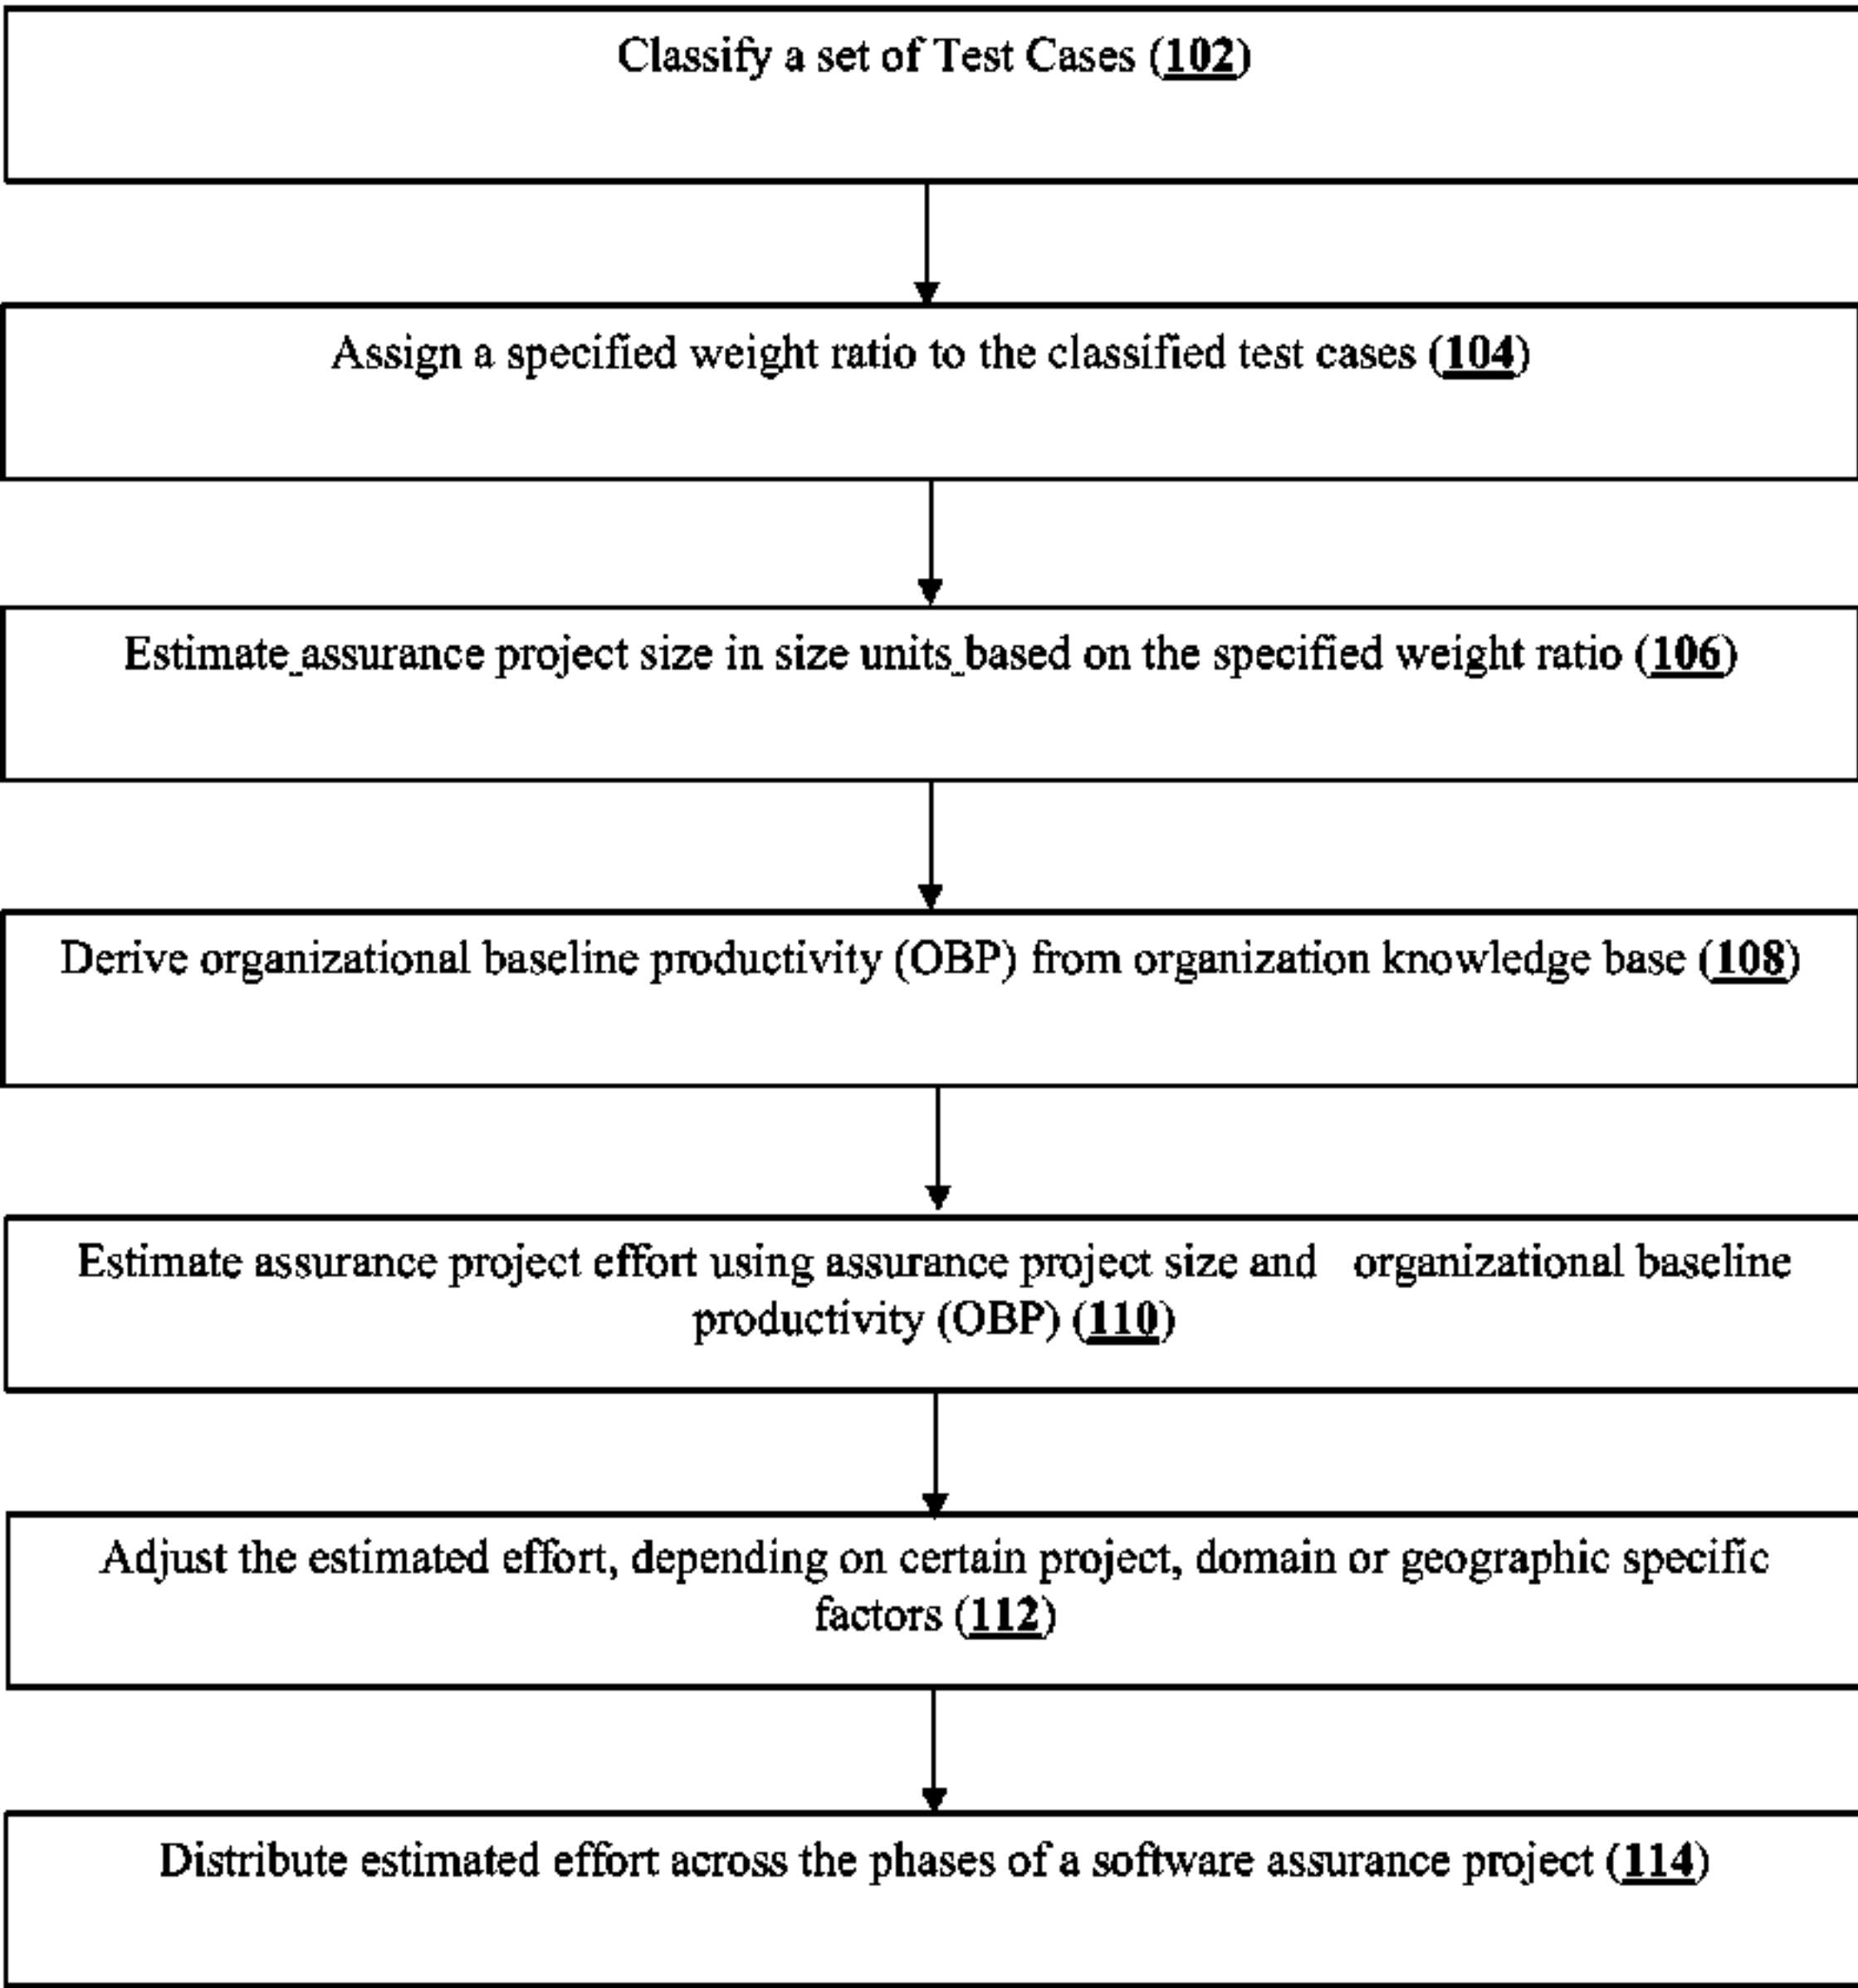 Classify a set of Test Cases (102)
Assign a specified weight ratio to the classified test cases (104)
Estimate assurance project size in size units based on the specified weight ratio (106)
Derive organizational baseline productivity (OBP) from organization knowledge base (108)
Estimate assurance project effort using assurance project size and organizational baseline
productivity (OBP) (110)
Adjust the estimated effort, depending on certain project, domain or geographic specific
factors (112)
Distribute estimated effort across the phases of a software assurance project (114)